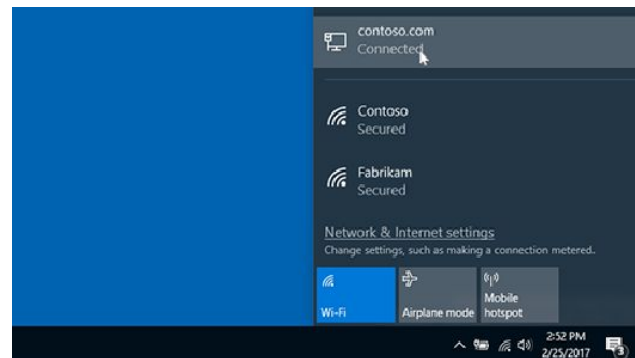 contoso.com
Connected
Contoso
Secured
Fabrikam
Secured
Network & Internet settings
Change settings, such as making a connection metered.
Wi-Fi
Airplane mode
Mobile
hotspot
2:52 PM
2/25/2017
3